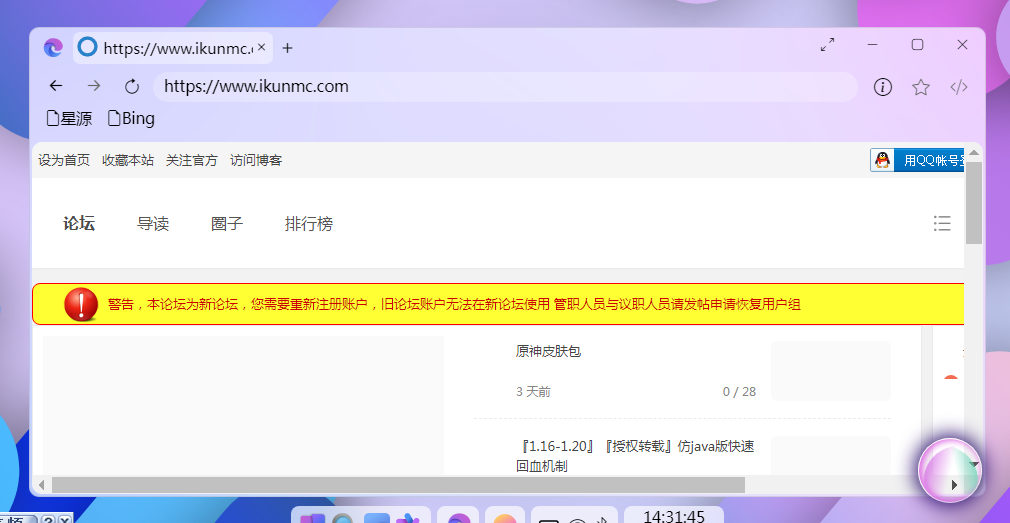 https://www.ikunmc.
https://www.ikunmc.com
星源 Bing
设为首页 收藏本站 关注官方 访问博客 用QQ帐号
论坛 导读 圈子 排行榜
警告，本论坛为新论坛，您需要重新注册账户，旧论坛账户无法在新论坛使用 管职人员与议职人员请发帖申请恢复用户组
原神皮肤包
3 天前 0 / 28
『1.16-1.20』『授权转载』仿java版快速
回血机制
14:31:45